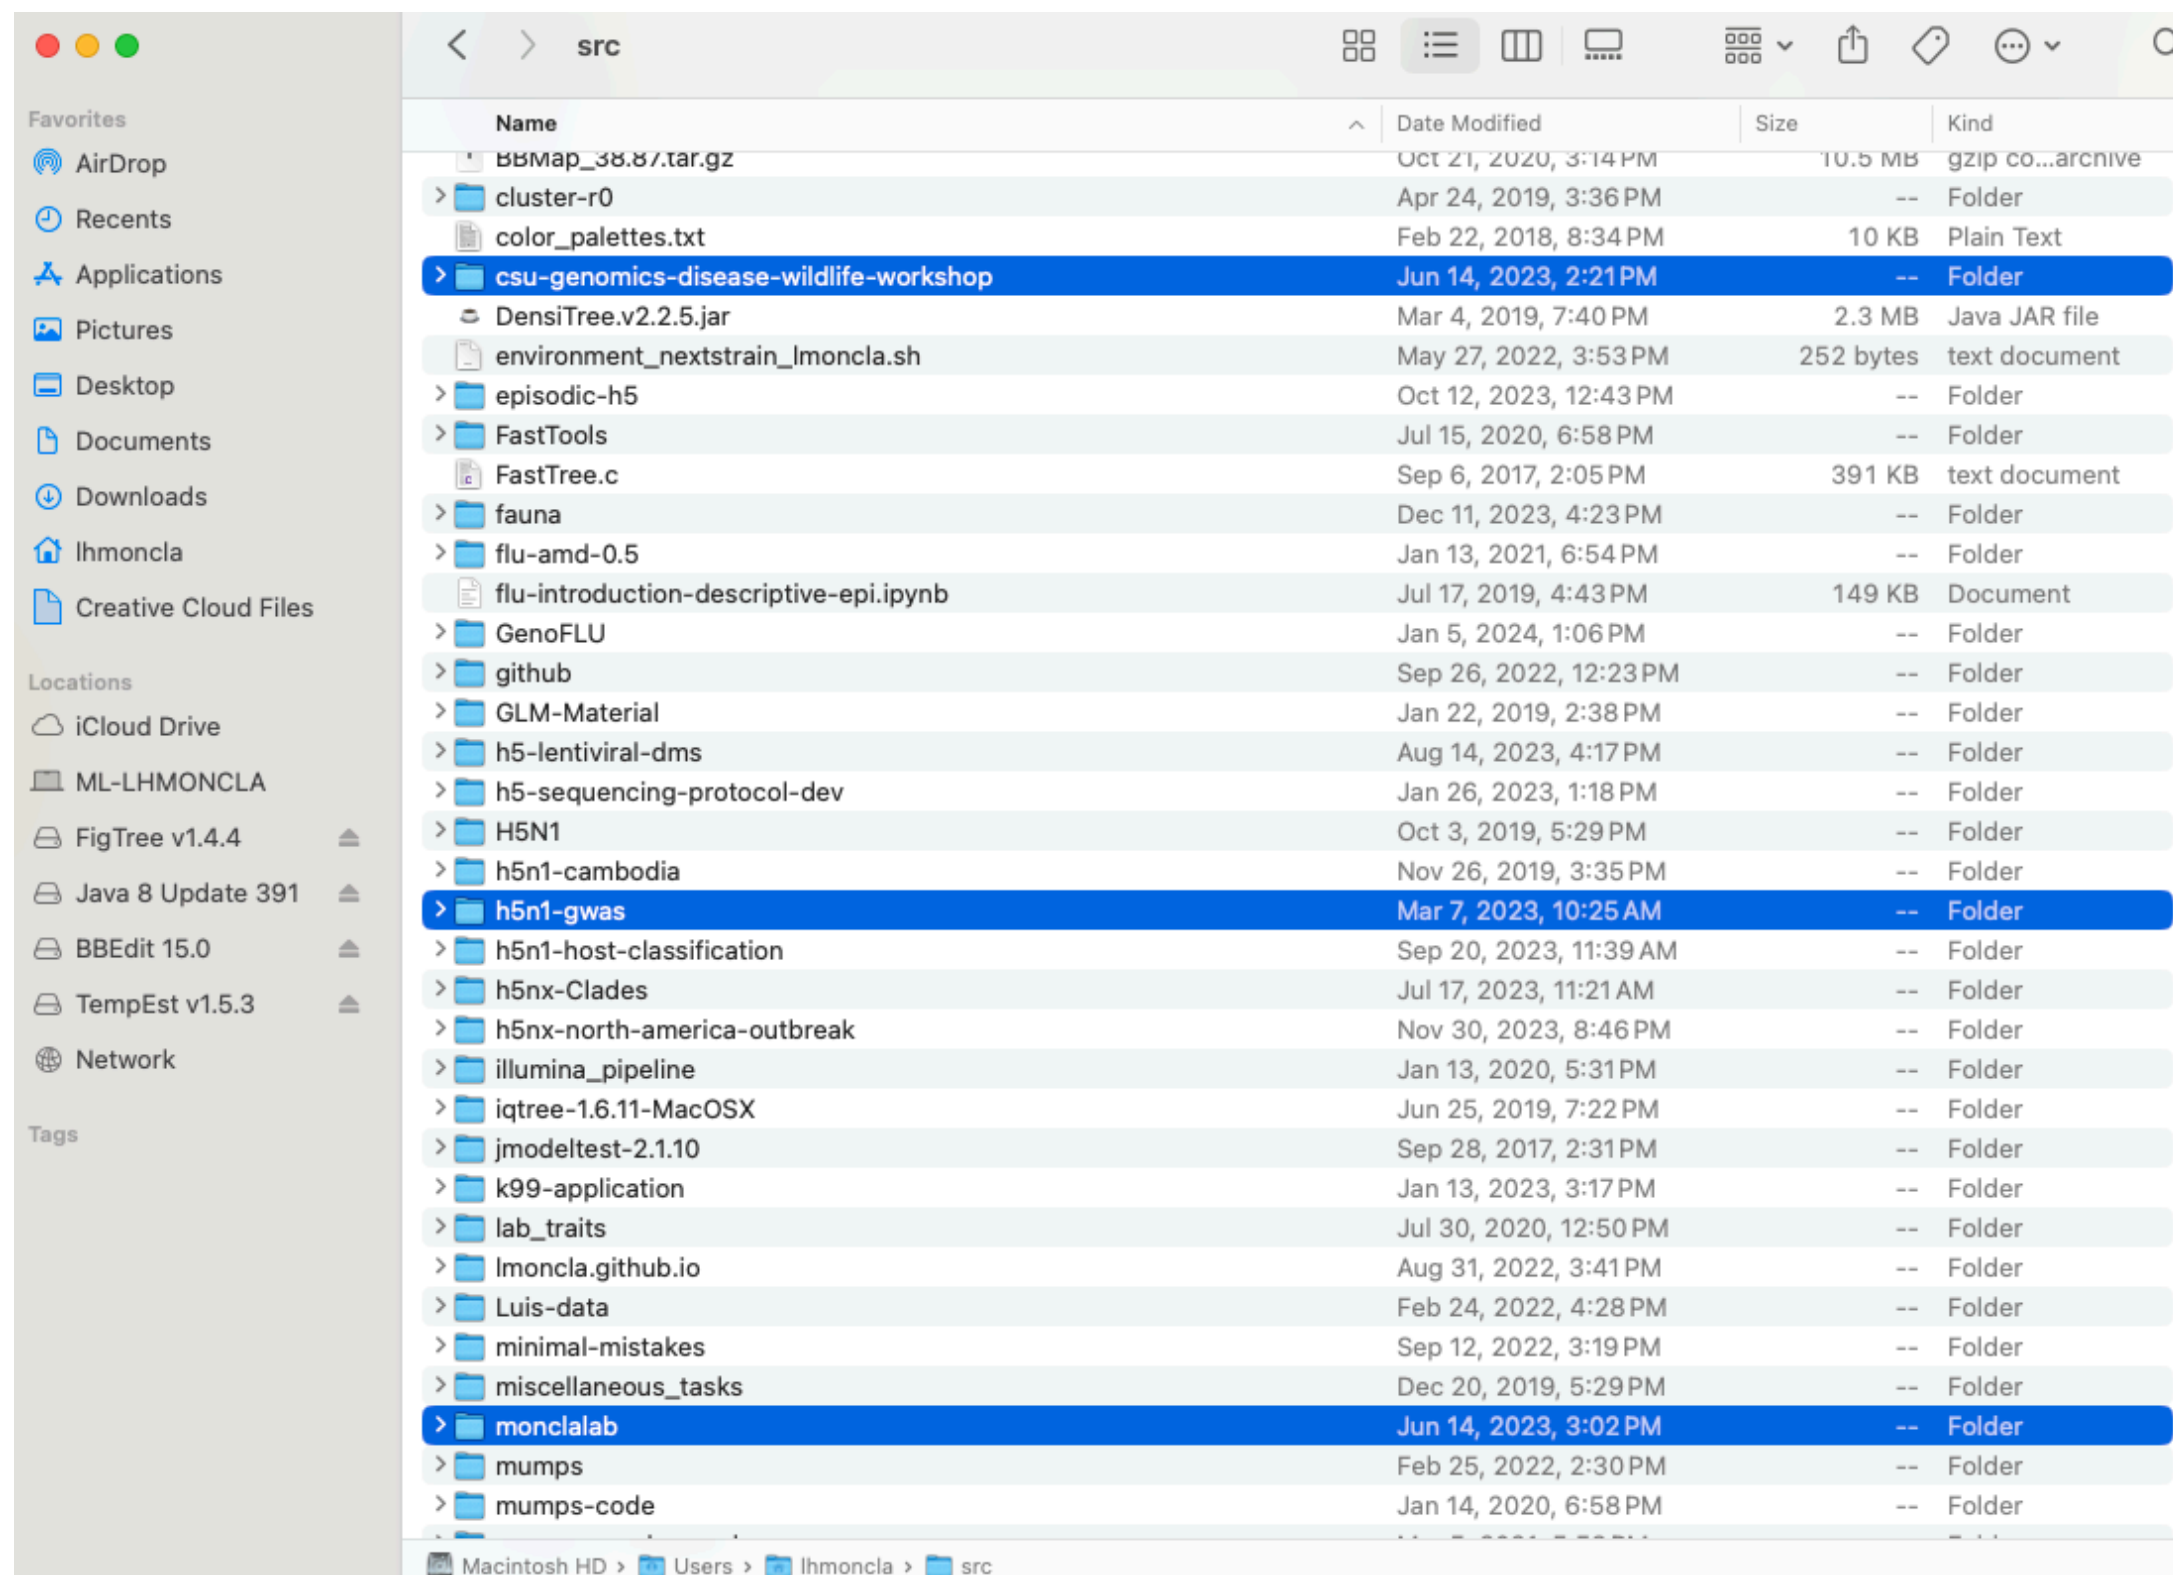 src
Favorites
AirDrop
Recents
Applications
Pictures
Desktop
Documents
Downloads
lhmoncla
Creative Cloud Files
Locations
iCloud Drive
ML-LHMONCLA
FigTree v1.4.4
Java 8 Update 391
BBEdit 15.0
TempEst v1.5.3
Network
Tags
Name Date Modified Size Kind
BBMap_38.87.tar.gz Oct 21, 2020, 3:14 PM 10.5 MB gzip co...archive
cluster-r0 Apr 24, 2019, 3:36 PM -- Folder
color_palettes.txt Feb 22, 2018, 8:34 PM 10 KB Plain Text
csu-genomics-disease-wildlife-workshop Jun 14, 2023, 2:21 PM -- Folder
DensiTree.v2.2.5.jar Mar 4, 2019, 7:40 PM 2.3 MB Java JAR file
environment_nextstrain_lmoncla.sh May 27, 2022, 3:53 PM 252 bytes text document
episodic-h5 Oct 12, 2023, 12:43 PM -- Folder
FastTools Jul 15, 2020, 6:58 PM -- Folder
FastTree.c Sep 6, 2017, 2:05 PM 391 KB text document
fauna Dec 11, 2023, 4:23 PM -- Folder
flu-amd-0.5 Jan 13, 2021, 6:54 PM -- Folder
flu-introduction-descriptive-epi.ipynb Jul 17, 2019, 4:43 PM 149 KB Document
GenoFLU Jan 5, 2024, 1:06 PM -- Folder
github Sep 26, 2022, 12:23 PM -- Folder
GLM-Material Jan 22, 2019, 2:38 PM -- Folder
h5-lentiviral-dms Aug 14, 2023, 4:17 PM -- Folder
h5-sequencing-protocol-dev Jan 26, 2023, 1:18 PM -- Folder
H5N1 Oct 3, 2019, 5:29 PM -- Folder
h5n1-cambodia Nov 26, 2019, 3:35 PM -- Folder
h5n1-gwas Mar 7, 2023, 10:25 AM -- Folder
h5n1-host-classification Sep 20, 2023, 11:39 AM -- Folder
h5nx-Clades Jul 17, 2023, 11:21 AM -- Folder
h5nx-north-america-outbreak Nov 30, 2023, 8:46 PM -- Folder
illumina_pipeline Jan 13, 2020, 5:31 PM -- Folder
iqtree-1.6.11-MacOSX Jun 25, 2019, 7:22 PM -- Folder
jmodeltest-2.1.10 Sep 28, 2017, 2:31 PM -- Folder
k99-application Jan 13, 2023, 3:17 PM -- Folder
lab_traits Jul 30, 2020, 12:50 PM -- Folder
lmoncla.github.io Aug 31, 2022, 3:41 PM -- Folder
Luis-data Feb 24, 2022, 4:28 PM -- Folder
minimal-mistakes Sep 12, 2022, 3:19 PM -- Folder
miscellaneous_tasks Dec 20, 2019, 5:29 PM -- Folder
monclalab Jun 14, 2023, 3:02 PM -- Folder
mumps Feb 25, 2022, 2:30 PM -- Folder
mumps-code Jan 14, 2020, 6:58 PM -- Folder
Macintosh HD › Users › lhmoncla › src